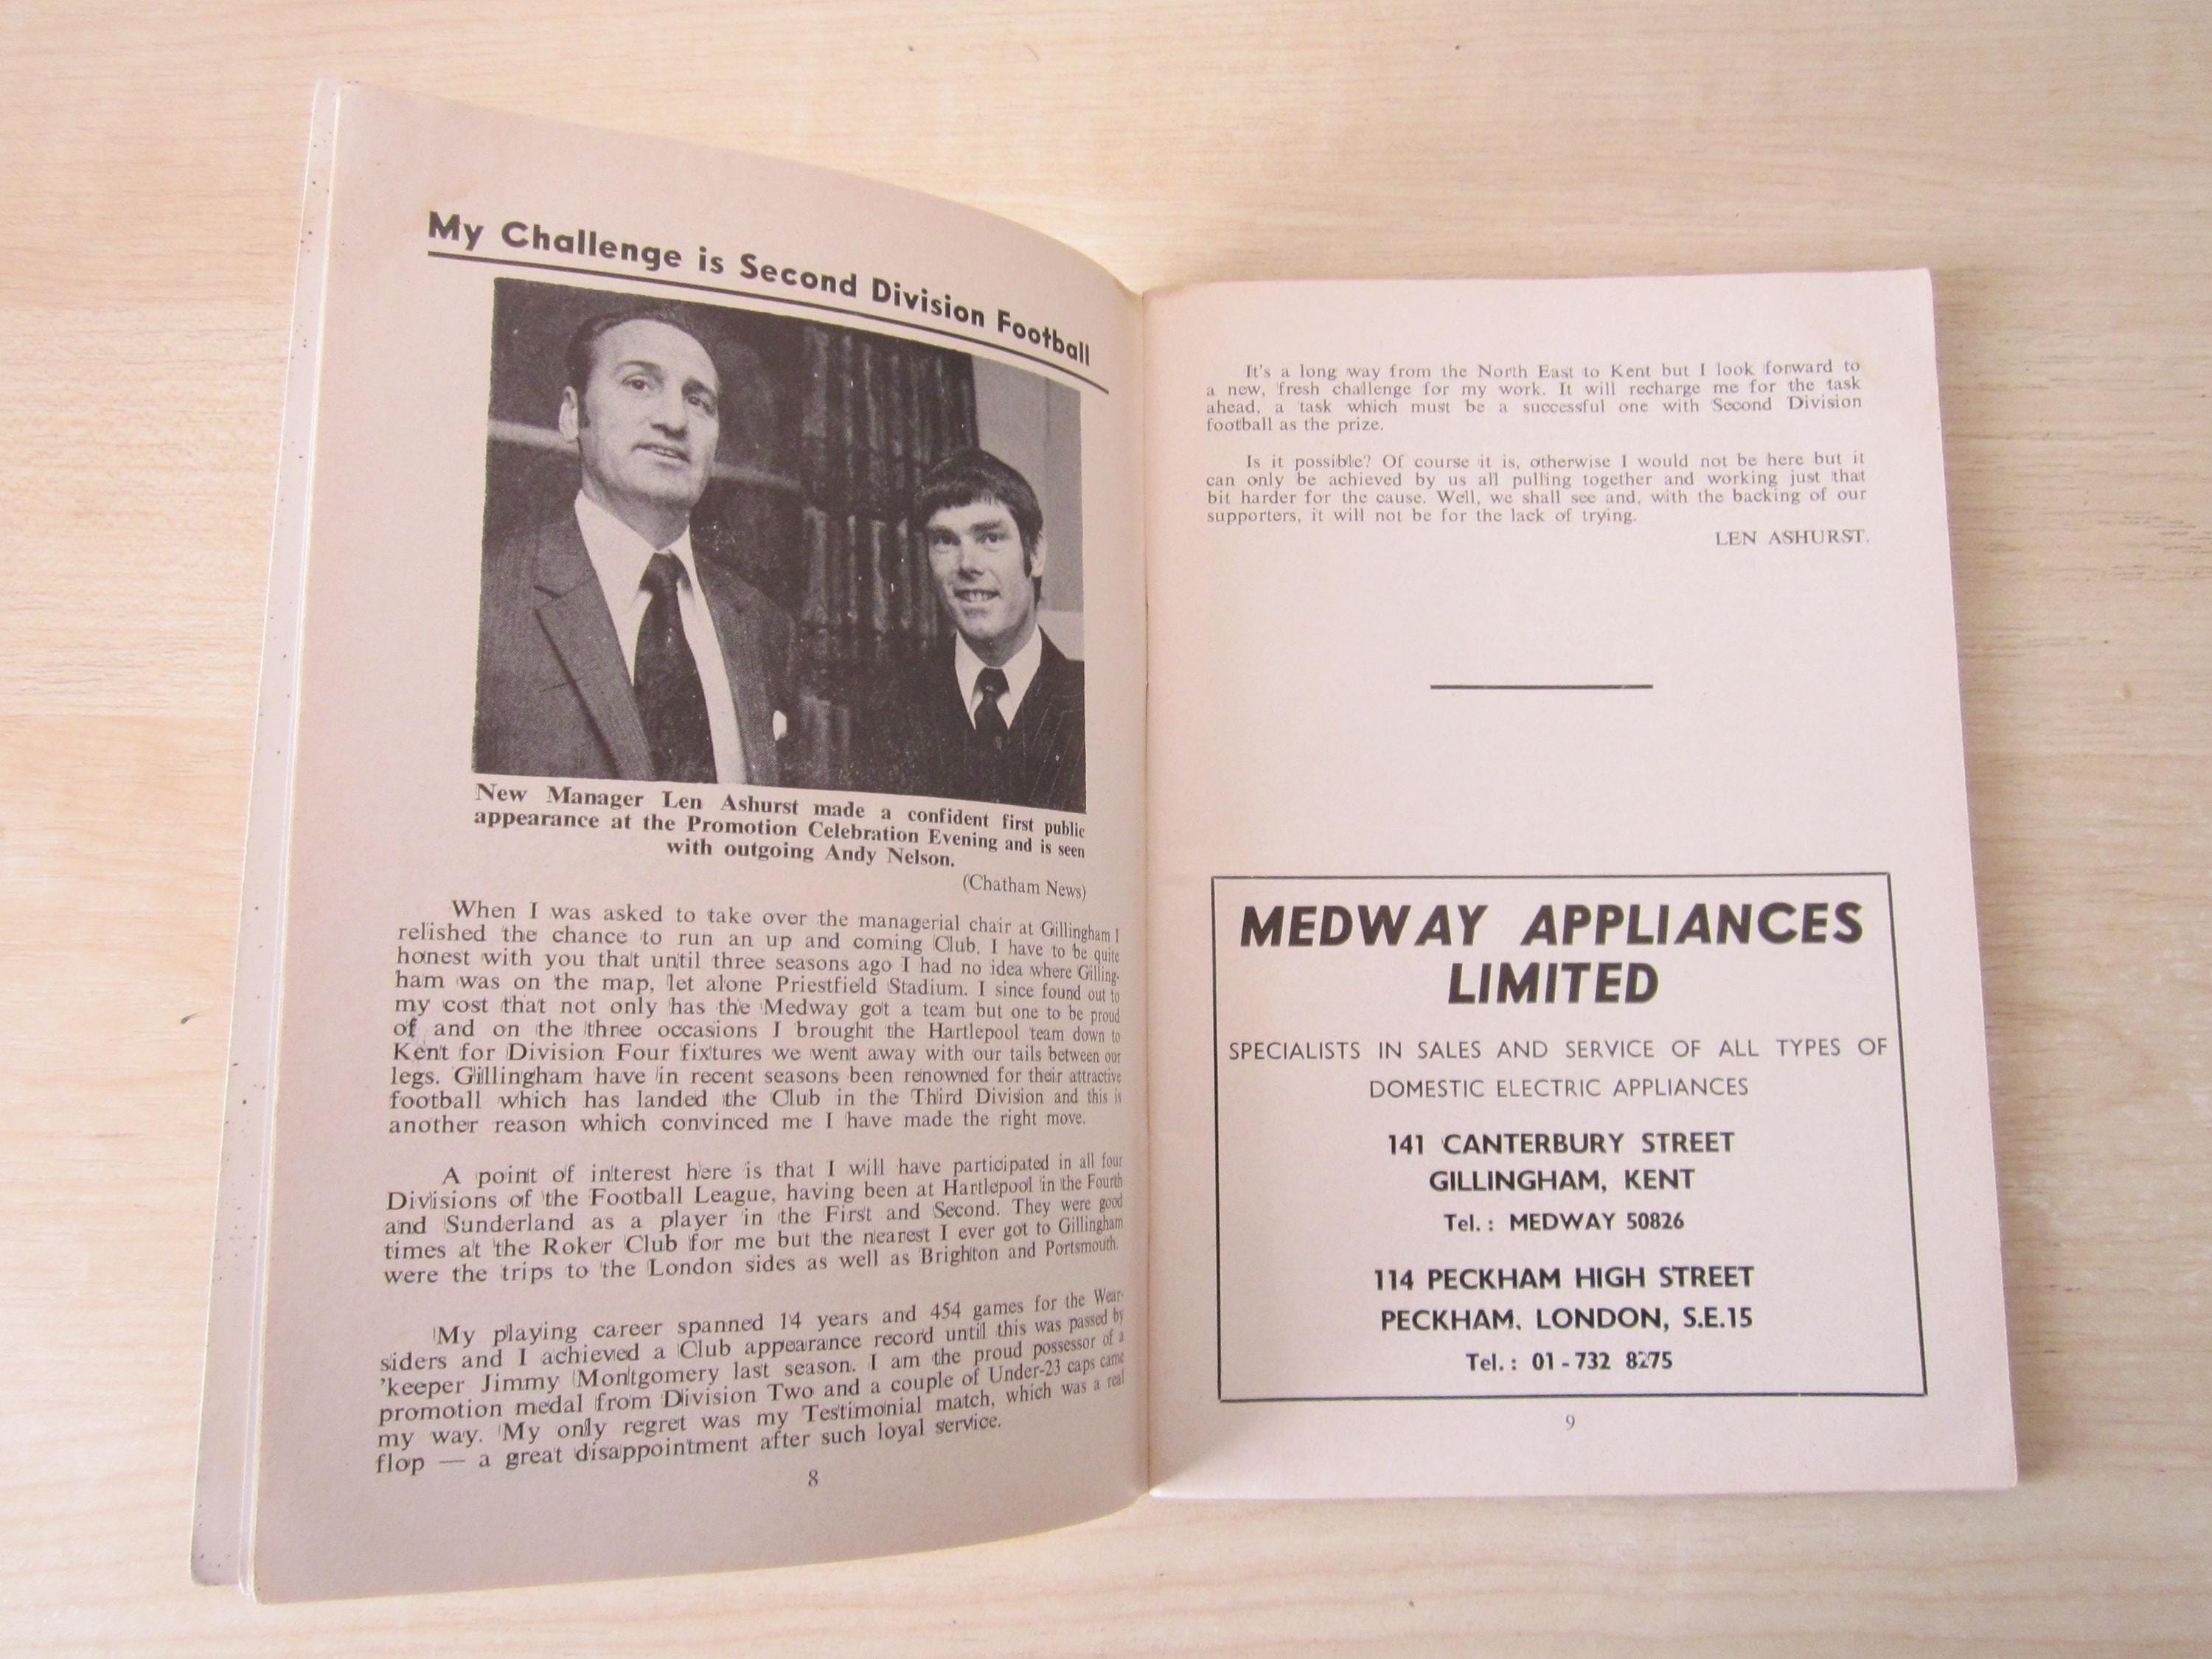 My Challenge is Second Division Football
New Manager Len Ashurst made a confident first public
appearance at the Promotion Celebration Evening and is seen
with outgoing Andy Nelson.
(Chatham News)
When I was asked to take over the managerial chair at Gillingham I
relished the chance to run an up and coming Club. I have to be quite
honest with you that until three seasons ago I had no idea where Gilling-
ham was on the map, let alone Priestfield Stadium. I since found out to
my cost that not only has the Medway got a team but one to be proud
of and on the three occasions I brought the Hartlepool team down to
Kent for Division Four fixtures we went away with our tails between our
legs. Gillingham have in recent seasons been renowned for their attractive
football which has landed the Club in the Third Division and this is
another reason which convinced me I have made the right move.
A point of interest here is that I will have participated in all four
Divisions of the Football League, having been at Hartlepool in the Fourth
and Sunderland as a player in the First and Second. They were good
times at the Roker Club for me but the nearest I ever got to Gillingham
were the trips to the London sides as well as Brighton and Portsmouth.
My playing career spanned 14 years and 454 games for the Wear-
siders and I achieved a Club appearance record until this was passed by
'keeper Jimmy Montgomery last season. I am the proud possessor of a
promotion medal from Division Two and a couple of Under-23 caps came
my way. My only regret was my Testimonial match, which was a real
flop — a great disappointment after such loyal service.
8
It's a long way from the North East to Kent but I look forward to
a new, fresh challenge for my work. It will recharge me for the task
ahead, a task which must be a successful one with Second Division
football as the prize.
Is it possible? Of course it is, otherwise I would not be here but it
can only be achieved by us all pulling together and working just that
bit harder for the cause. Well, we shall see and, with the backing of our
supporters, it will not be for the lack of trying.
LEN ASHURST.
MEDWAY APPLIANCES
LIMITED
SPECIALISTS IN SALES AND SERVICE OF ALL TYPES OF
DOMESTIC ELECTRIC APPLIANCES
141 CANTERBURY STREET
GILLINGHAM, KENT
Tel. : MEDWAY 50826
114 PECKHAM HIGH STREET
PECKHAM, LONDON, S.E.15
Tel. : 01 - 732 8275
9